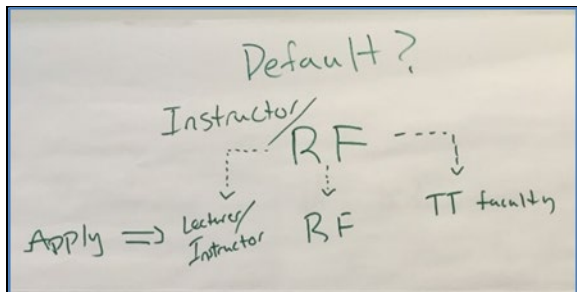 Default?
Instructor/
RF
TT faculty
Lecturer/
Apply ⇒ Instructor RF